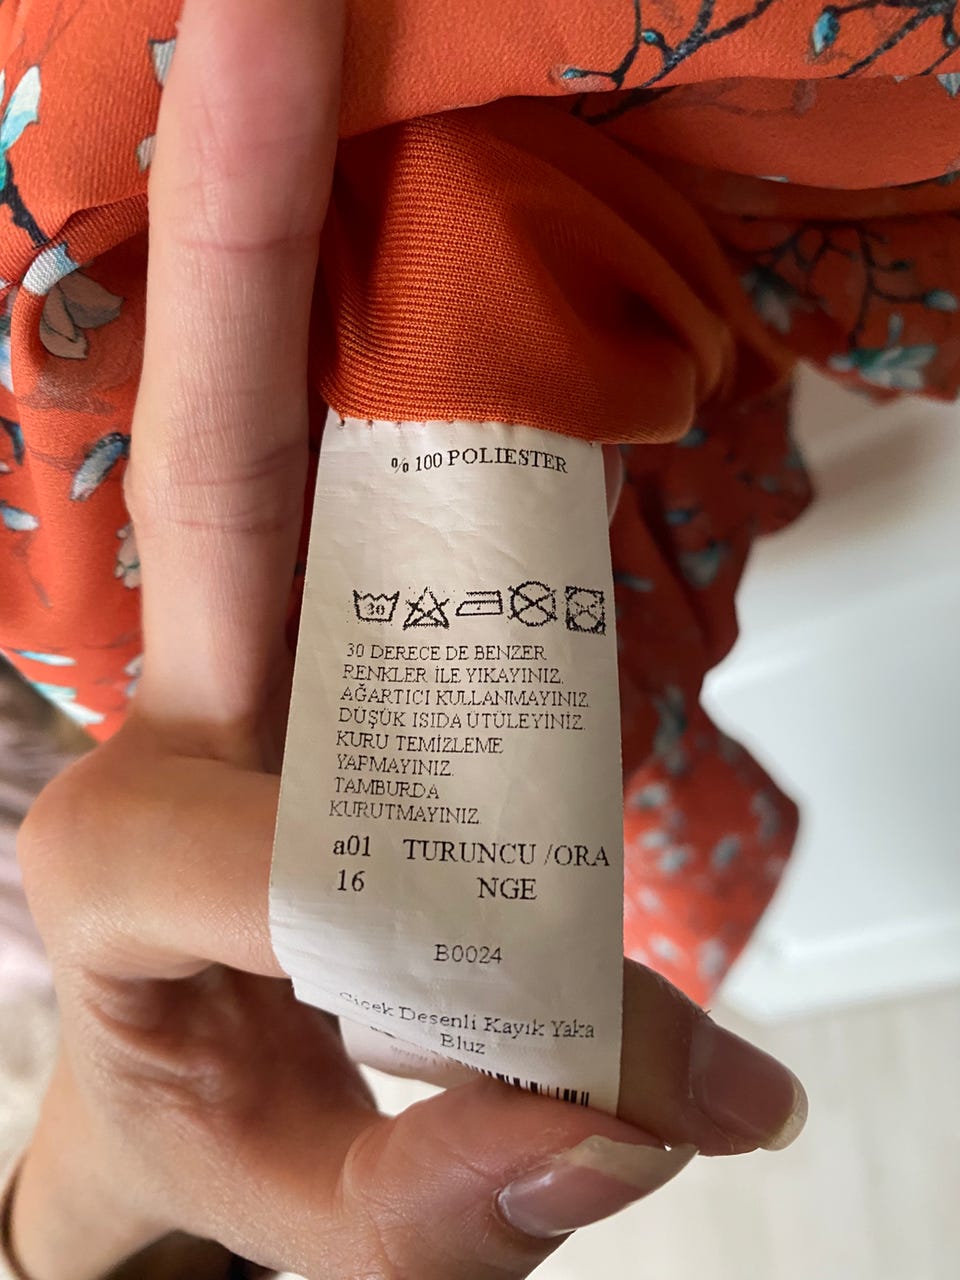 % 100 POLIESTER
30
30 DERECE DE BENZER
RENKLER İLE YIKAYINIZ.
AĞARTICI KULLANMAYINIZ.
DÜŞÜK ISIDA ÜTÜLEYİNİZ.
KURU TEMİZLEME
YAPMAYINIZ.
TAMBURDA
KURUTMAYINIZ.
a01 TURUNCU /ORA
16 NGE
B0024
Çiçek Desenli Kayık Yaka
Bluz